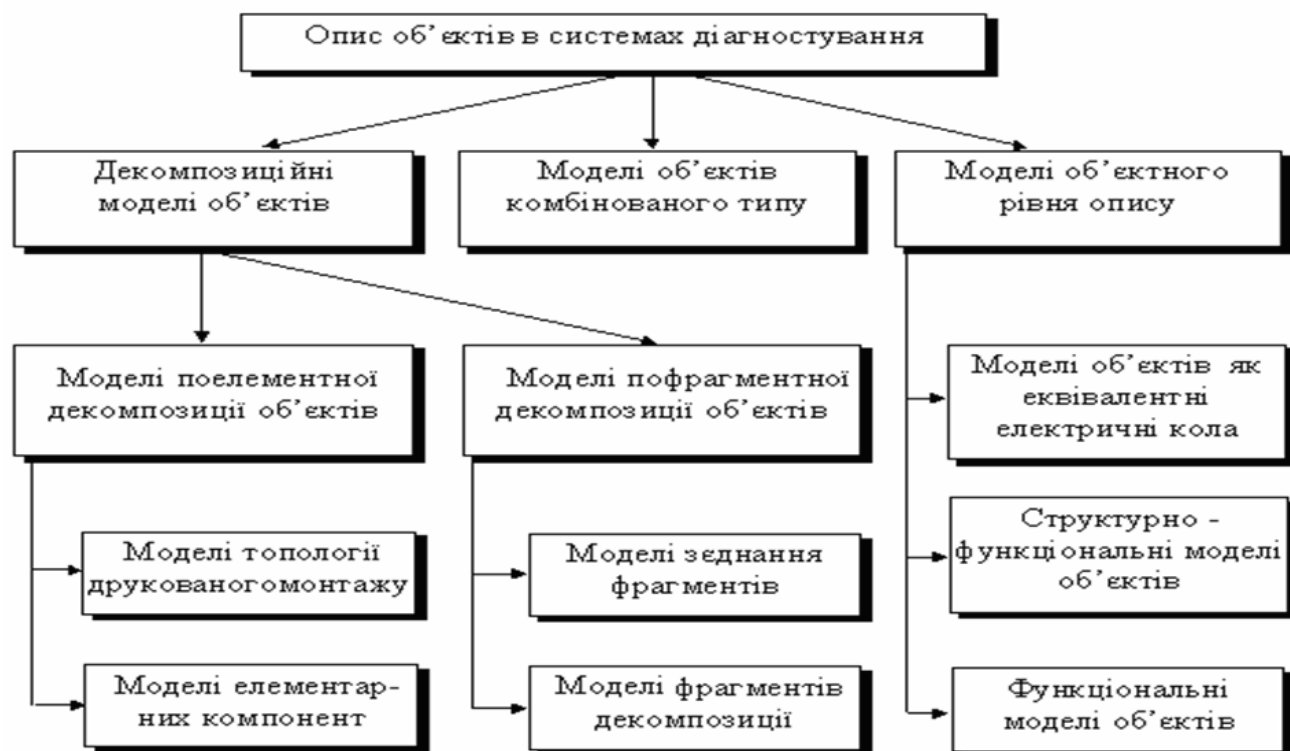 Опис об’єктів в системах діагностування
Декомпозиційні
моделі об’єктів
Моделі об’єктів
комбінованого типу
Моделі об’єктного
рівня опису
Моделі поелементної
декомпозиції об’єктів
Моделі пофрагментної
декомпозиції об’єктів
Моделі об’єктів як
еквівалентні
електричні кола
Моделі топології
друкованогомонтажу
Моделі зєднання
фрагментів
Структурно -
функціональні моделі
об’єктів
Моделі елементар-
них компонент
Моделі фрагментів
декомпозиції
Функціональні
моделі об’єктів